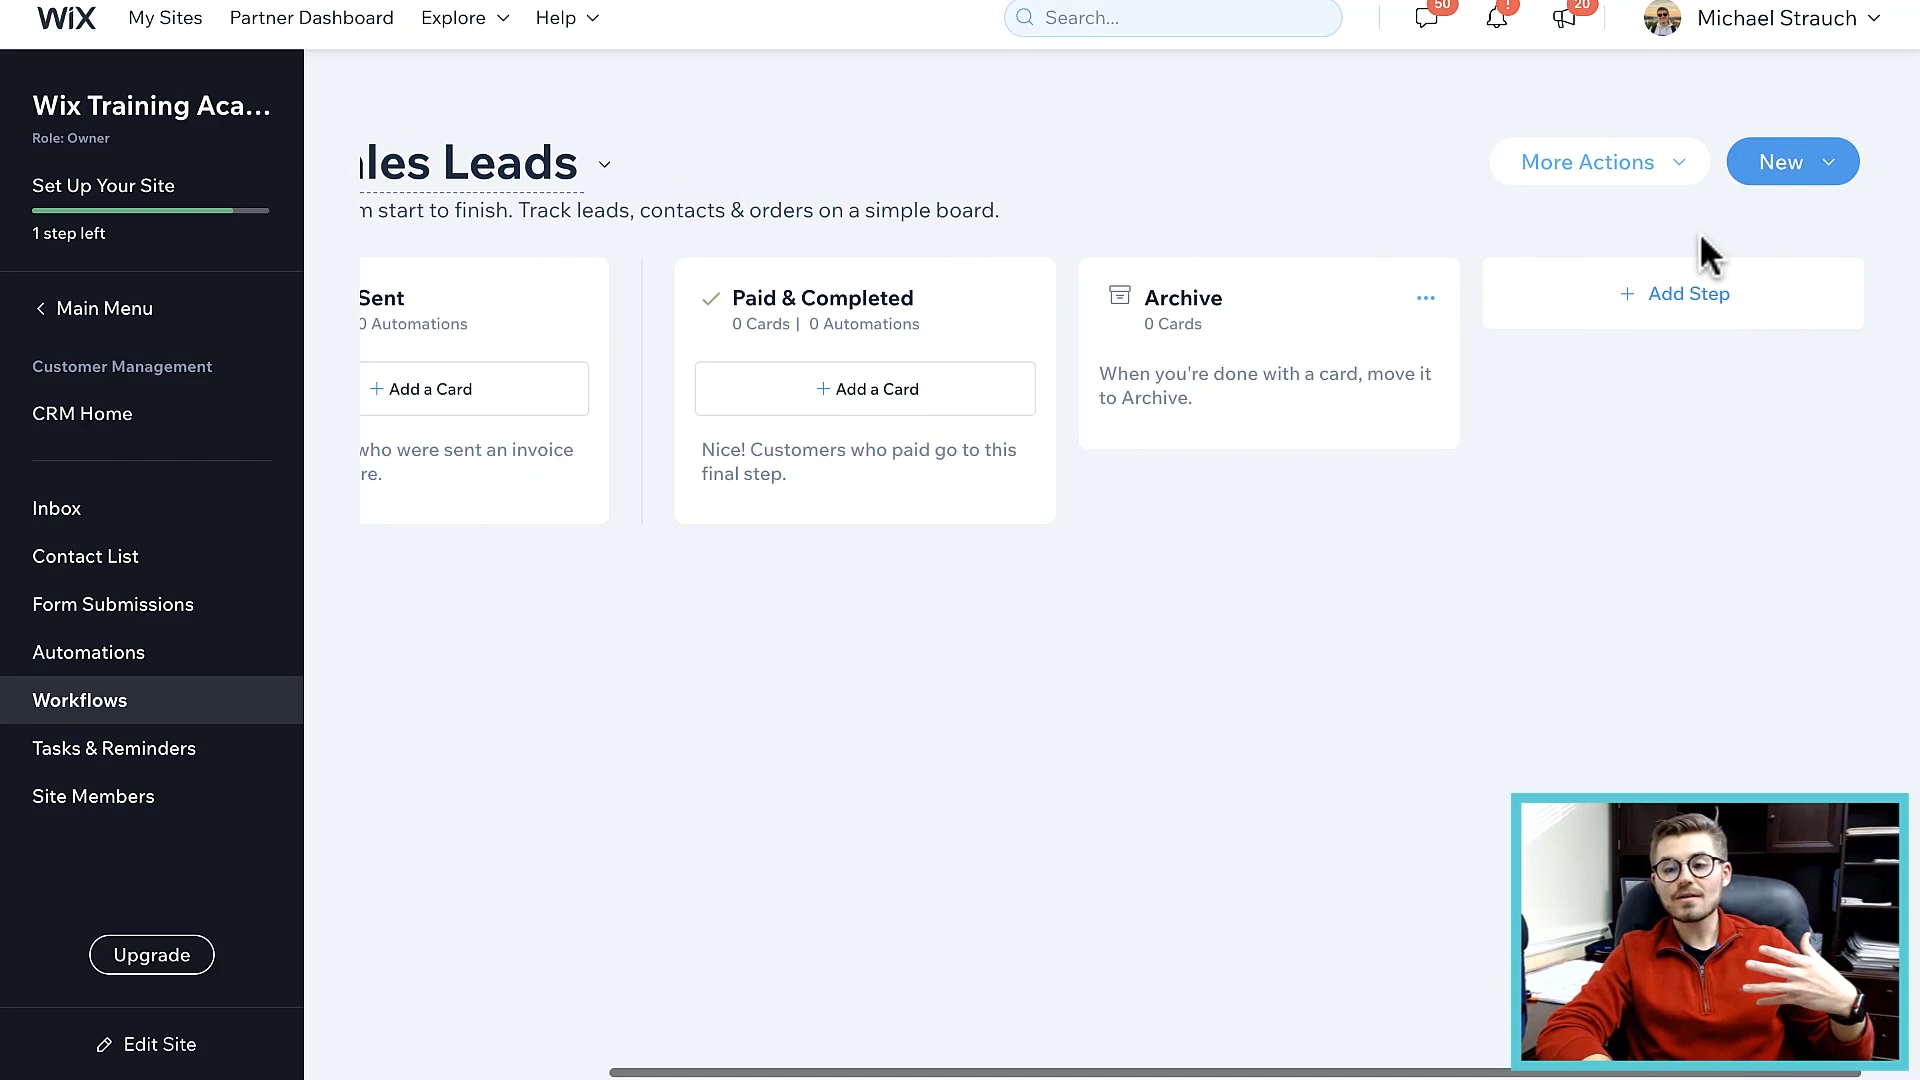 WiX
My Sites
Partner Dashboard
Explore
Help
Search...
50
!
20
Michael Strauch
Wix Training Aca...
Role: Owner
Set Up Your Site
1 step left
Main Menu
Customer Management
CRM Home
Inbox
Contact List
Form Submissions
Automations
Workflows
Tasks & Reminders
Site Members
Upgrade
Edit Site
les Leads
m start to finish. Track leads, contacts & orders on a simple board.
More Actions
New
Sent
0 Automations
+ Add a Card
who were sent an invoice
re.
Paid & Completed
0 Cards | 0 Automations
+ Add a Card
Nice! Customers who paid go to this
final step.
Archive
0 Cards
When you're done with a card, move it
to Archive.
+ Add Step